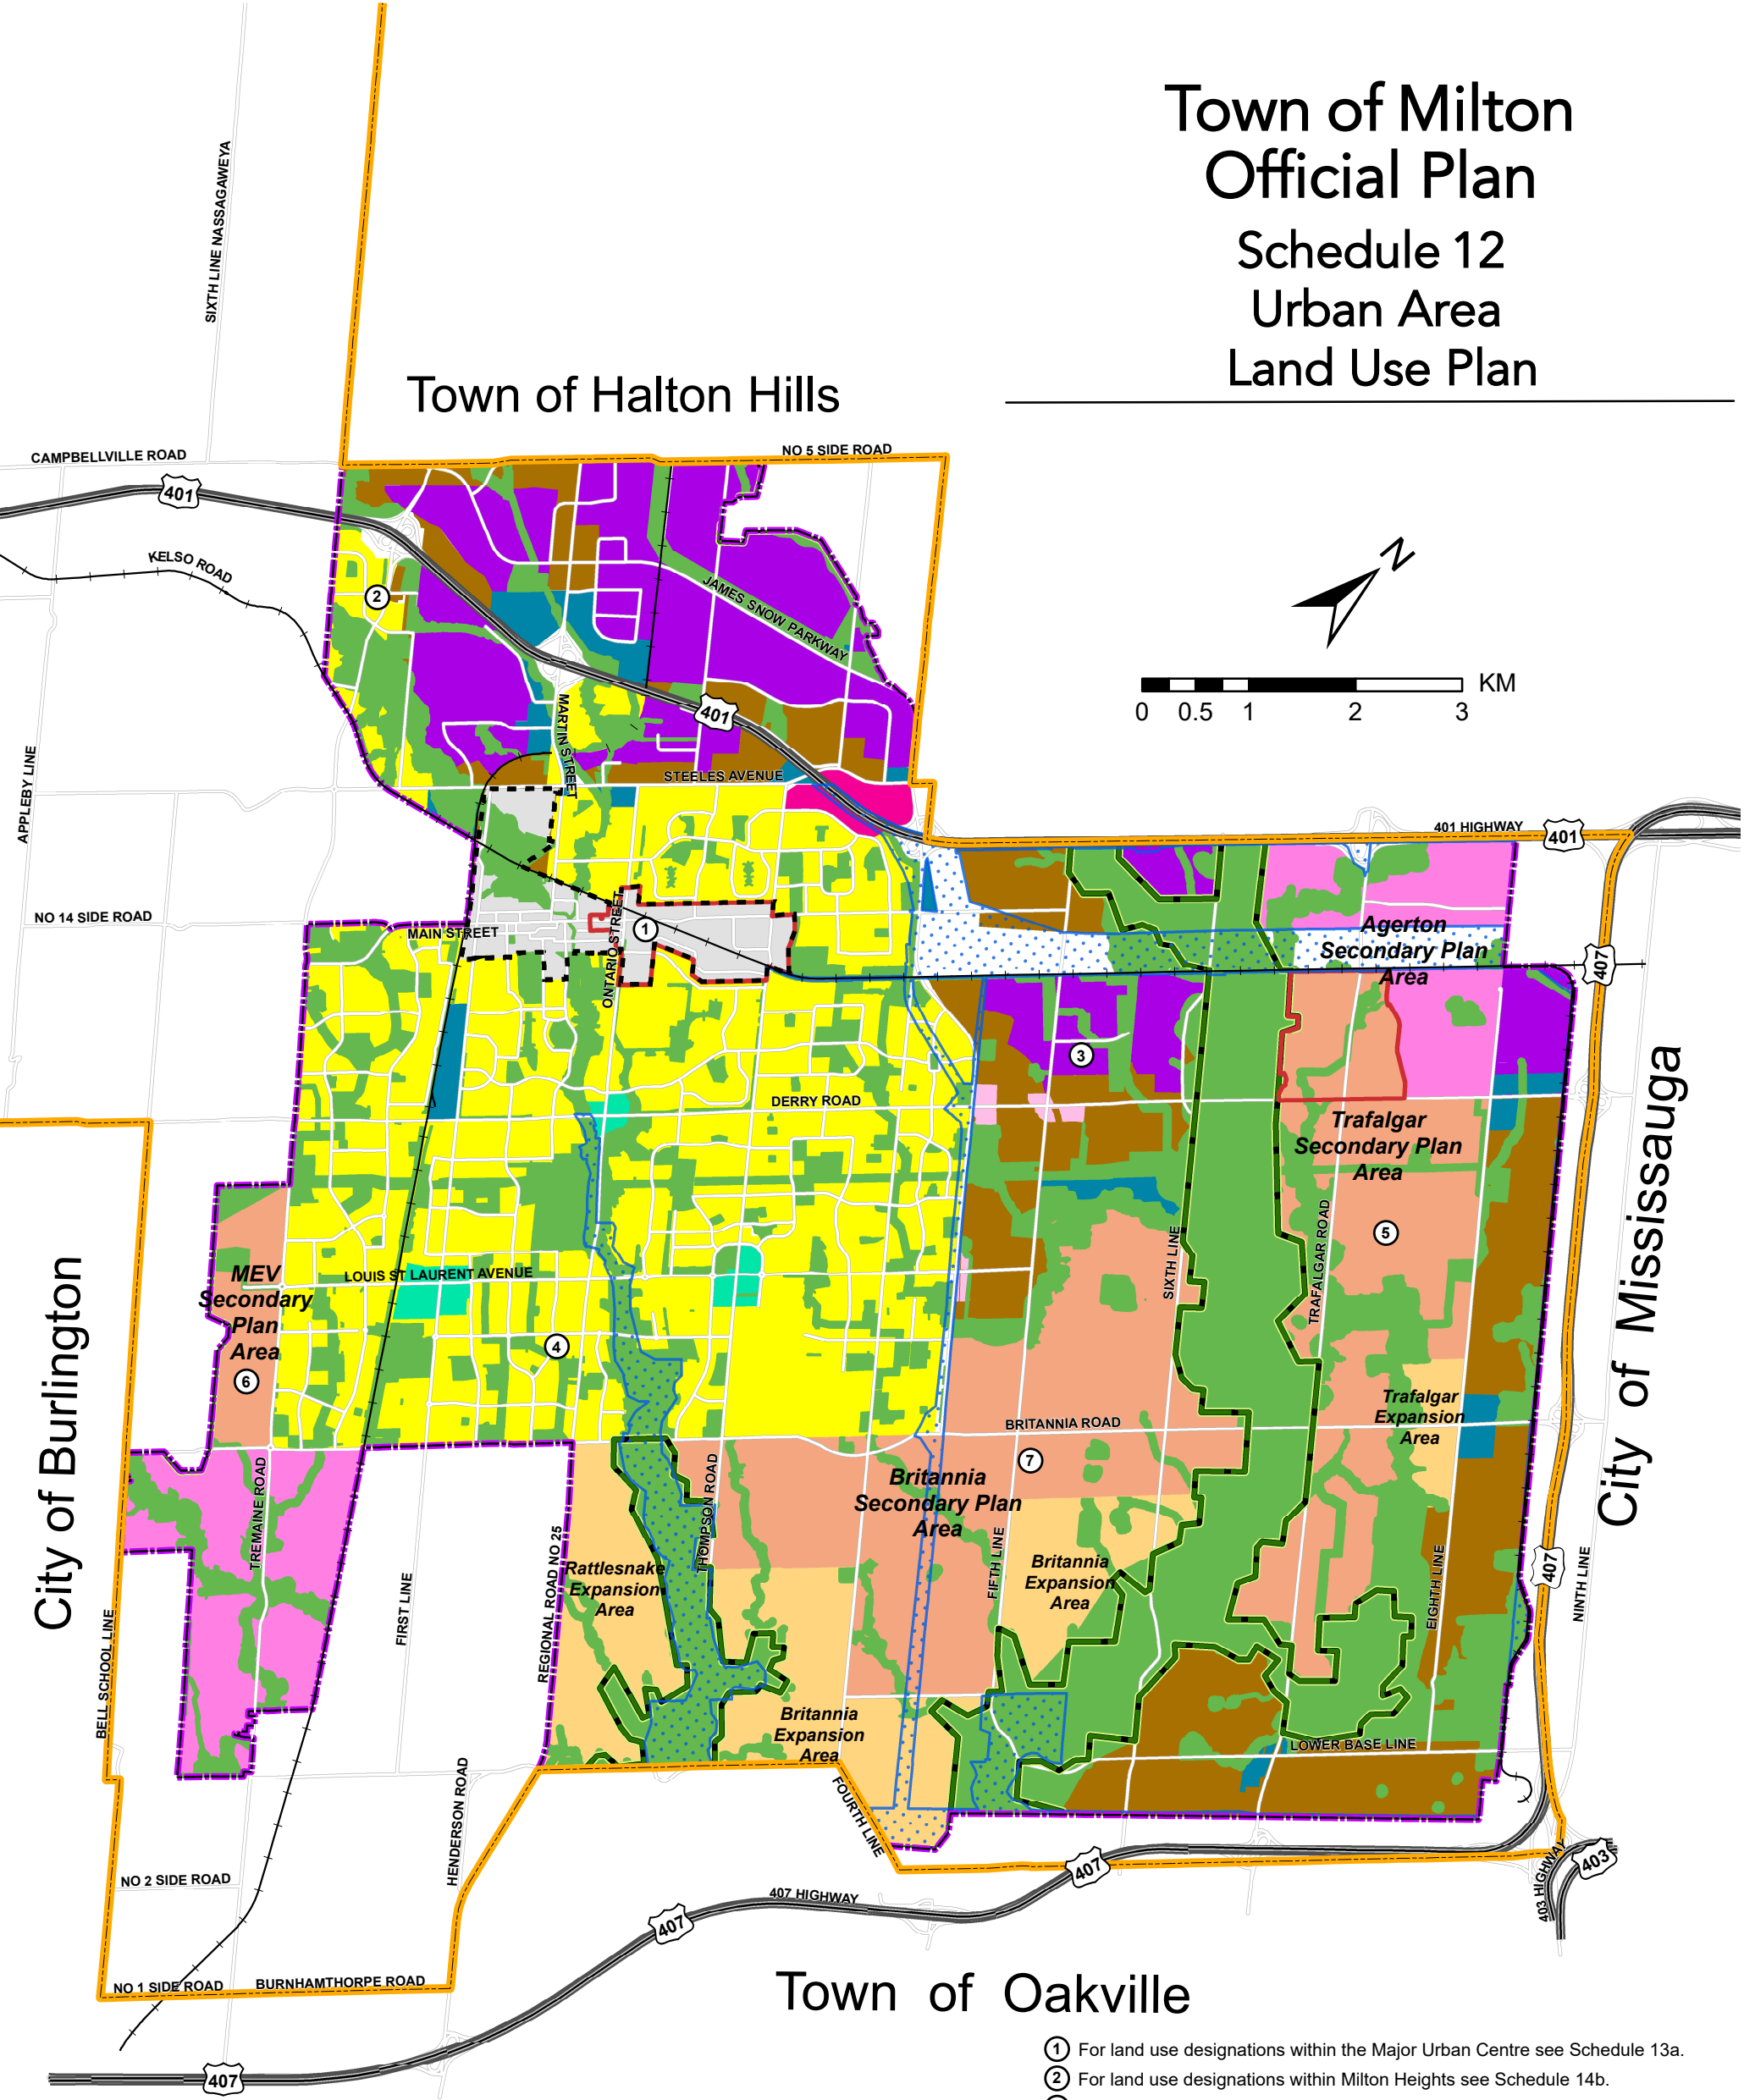 Town of Milton
Official Plan
Schedule 12
Urban Area
Land Use Plan
SIXTH LINE NASSAGAWEYA
Town of Halton Hills
CAMPBELLVILLE ROAD
NO 5 SIDE ROAD
401
KELSO ROAD
N
2
JAMES SNOW PARKWAY
KM
0 0.5 1 2 3
401
MARTIN STREET
APPLEBY LINE
STEELES AVENUE
401 HIGHWAY
401
NO 14 SIDE ROAD
MAIN STREET
ONTARIO STREET
1
Agerton
Secondary Plan
Area
407
3
DERRY ROAD
Trafalgar
Secondary Plan
Area
City of Mississauga
5
SIXTH LINE
TRAFALGAR ROAD
MEV
Secondary
Plan
Area
6
LOUIS ST LAURENT AVENUE
4
City of Burlington
Trafalgar
Expansion
Area
BRITANNIA ROAD
7
Britannia
Secondary Plan
Area
TREMAINE ROAD
THOMPSON ROAD
REGIONAL ROAD NO 25
Rattlesnake
Expansion
Area
FIFTH LINE
Britannia
Expansion
Area
EIGHTH LINE
407
NINTH LINE
FIRST LINE
BELL SCHOOL LINE
Britannia
Expansion
Area
LOWER BASE LINE
FOURTH LINE
HENDERSON ROAD
NO 2 SIDE ROAD
407
403
403 HIGHWAY
407 HIGHWAY
407
NO 1 SIDE ROAD
BURNHAMTHORPE ROAD
Town of Oakville
407
1 For land use designations within the Major Urban Centre see Schedule 13a.
2 For land use designations within Milton Heights see Schedule 14b.